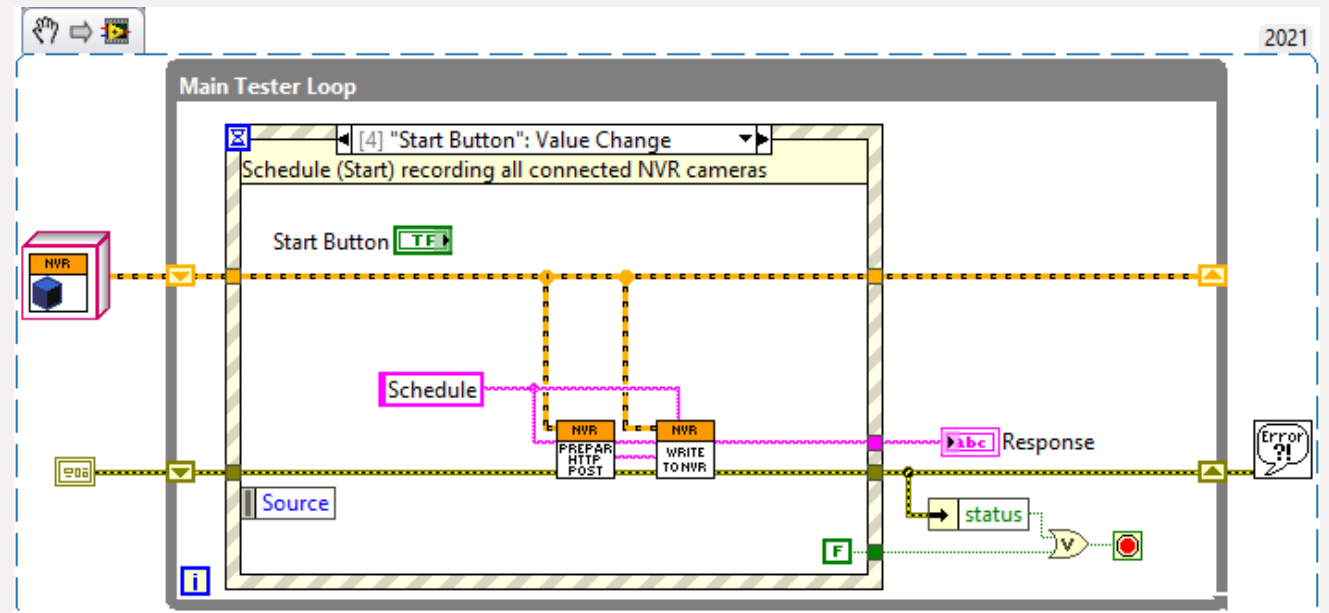 2021
Main Tester Loop
[4] "Start Button": Value Change
Schedule (Start) recording all connected NVR cameras
Start Button
TF
NVR
Schedule
NVR
PREPAR
HTTP
POST
NVR
WRITE
TO NVR
abc
Response
Error
?!
Source
status
F
V
i